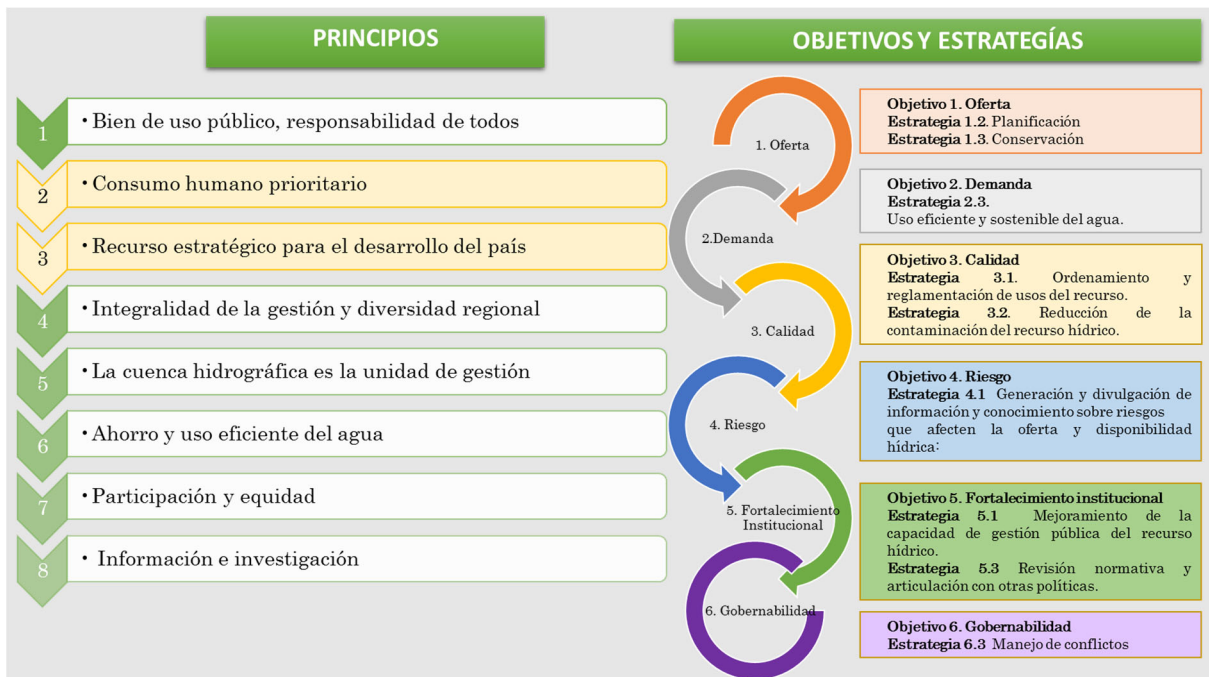 PRINCIPIOS
1
• Bien de uso público, responsabilidad de todos
2
• Consumo humano prioritario
3
• Recurso estratégico para el desarrollo del país
4
• Integralidad de la gestión y diversidad regional
5
• La cuenca hidrográfica es la unidad de gestión
6
• Ahorro y uso eficiente del agua
7
• Participación y equidad
8
• Información e investigación
OBJETIVOS Y ESTRATEGÍAS
1. Oferta
2.Demanda
3. Calidad
4. Riesgo
5. Fortalecimiento
Institucional
6. Gobernabilidad
Objetivo 1. Oferta
Estrategia 1.2. Planificación
Estrategia 1.3. Conservación
Objetivo 2. Demanda
Estrategia 2.3.
Uso eficiente y sostenible del agua.
Objetivo 3. Calidad
Estrategia 3.1. Ordenamiento y
reglamentación de usos del recurso.
Estrategia 3.2. Reducción de la
contaminación del recurso hídrico.
Objetivo 4. Riesgo
Estrategia 4.1 Generación y divulgación de
información y conocimiento sobre riesgos
que afecten la oferta y disponibilidad
hídrica:
Objetivo 5. Fortalecimiento institucional
Estrategia 5.1 Mejoramiento de la
capacidad de gestión pública del recurso
hídrico.
Estrategia 5.3 Revisión normativa y
articulación con otras políticas.
Objetivo 6. Gobernabilidad
Estrategia 6.3 Manejo de conflictos